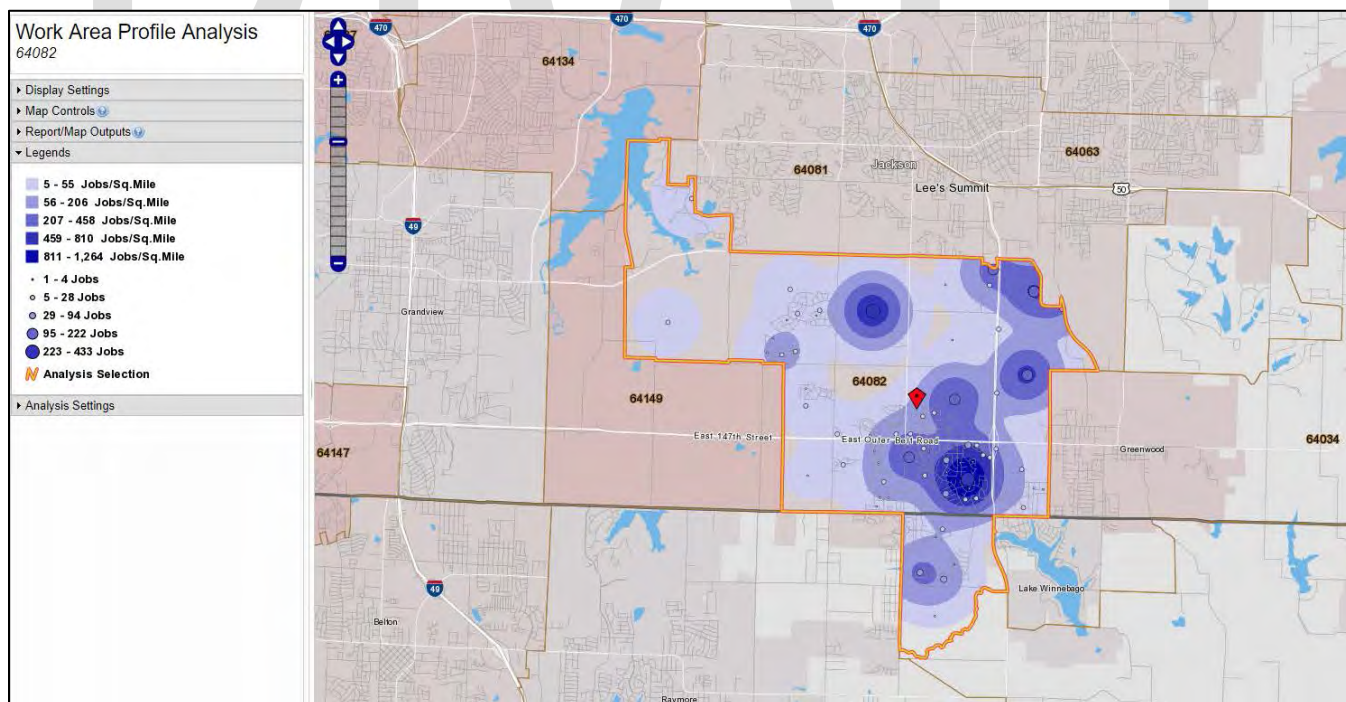 Work Area Profile Analysis
64082
Display Settings
Map Controls
Report/Map Outputs
Legends
5 - 55 Jobs/Sq.Mile
56 - 206 Jobs/Sq.Mile
207 - 458 Jobs/Sq.Mile
459 - 810 Jobs/Sq.Mile
811 - 1,264 Jobs/Sq.Mile
1 - 4 Jobs
5 - 28 Jobs
29 - 94 Jobs
95 - 222 Jobs
223 - 433 Jobs
Analysis Selection
Analysis Settings
470
470
470
64134
64081
Jackson
64063
Lee's Summit
50
49
Grandview
64082
64149
East 147th Street
East Outer Belt Road
Greenwood
64034
64147
49
Lake Winnebago
Belton
Raymore